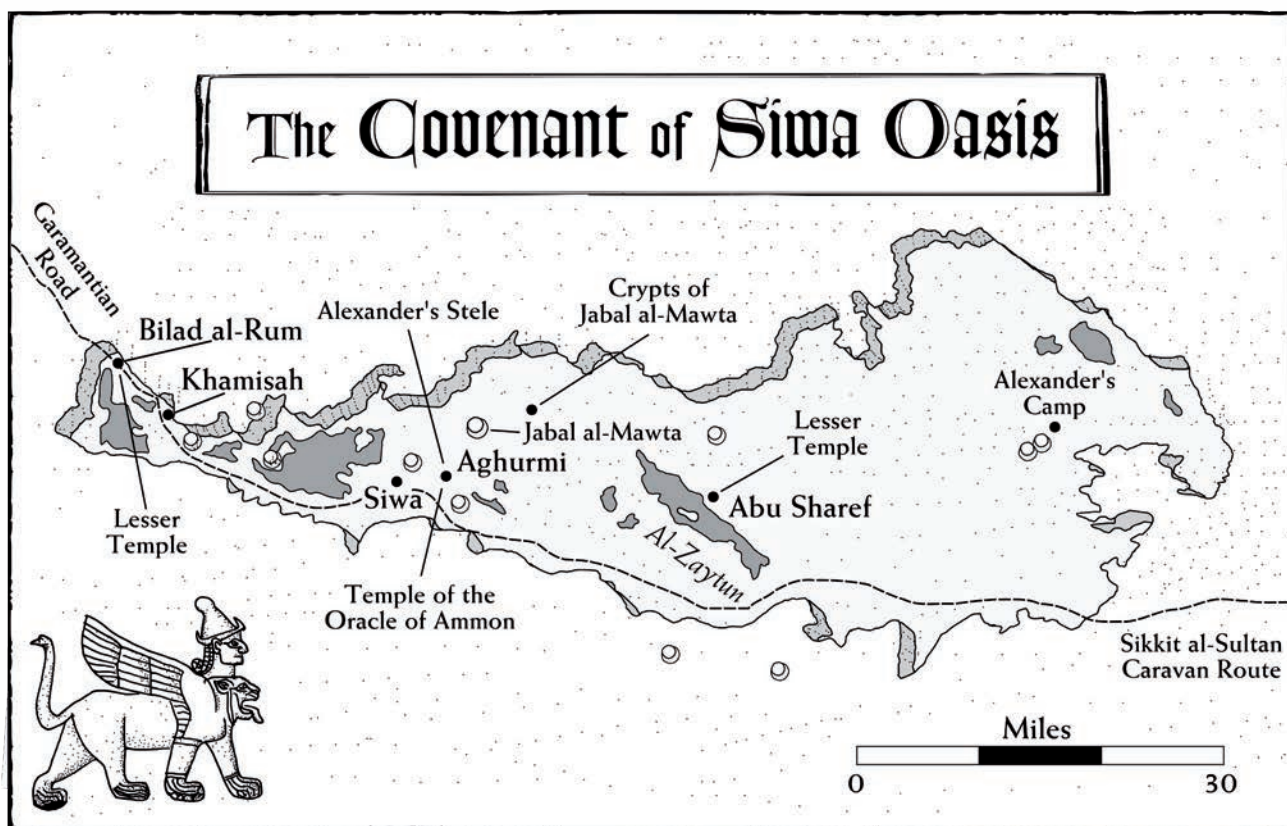 The Covenant of Siwa Oasis
Garamantian
Road
Bilad al-Rum
Khamisah
Alexander's Stele
Crypts of
Jabal al-Mawta
Jabal al-Mawta
Aghurmi
Siwa
Lesser
Temple
Temple of the
Oracle of Ammon
Lesser
Temple
Abu Sharef
Al-Zaytun
Alexander's
Camp
Sikkit al-Sultan
Caravan Route
Miles
0
30